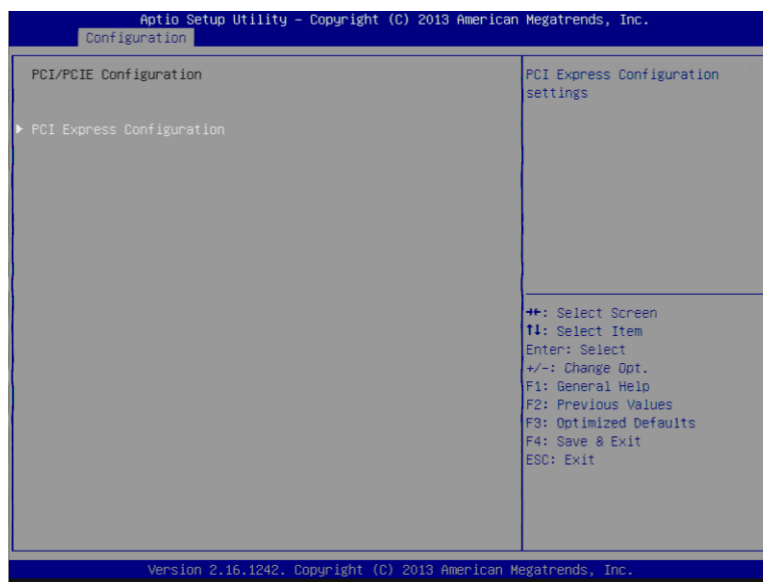 Aptio Setup Utility – Copyright (C) 2013 American Megatrends, Inc.
Configuration
PCI/PCIE Configuration
PCI Express Configuration
PCI Express Configuration
settings
→←: Select Screen
↑↓: Select Item
Enter: Select
+/-: Change Opt.
F1: General Help
F2: Previous Values
F3: Optimized Defaults
F4: Save & Exit
ESC: Exit
Version 2.16.1242. Copyright (C) 2013 American Megatrends, Inc.